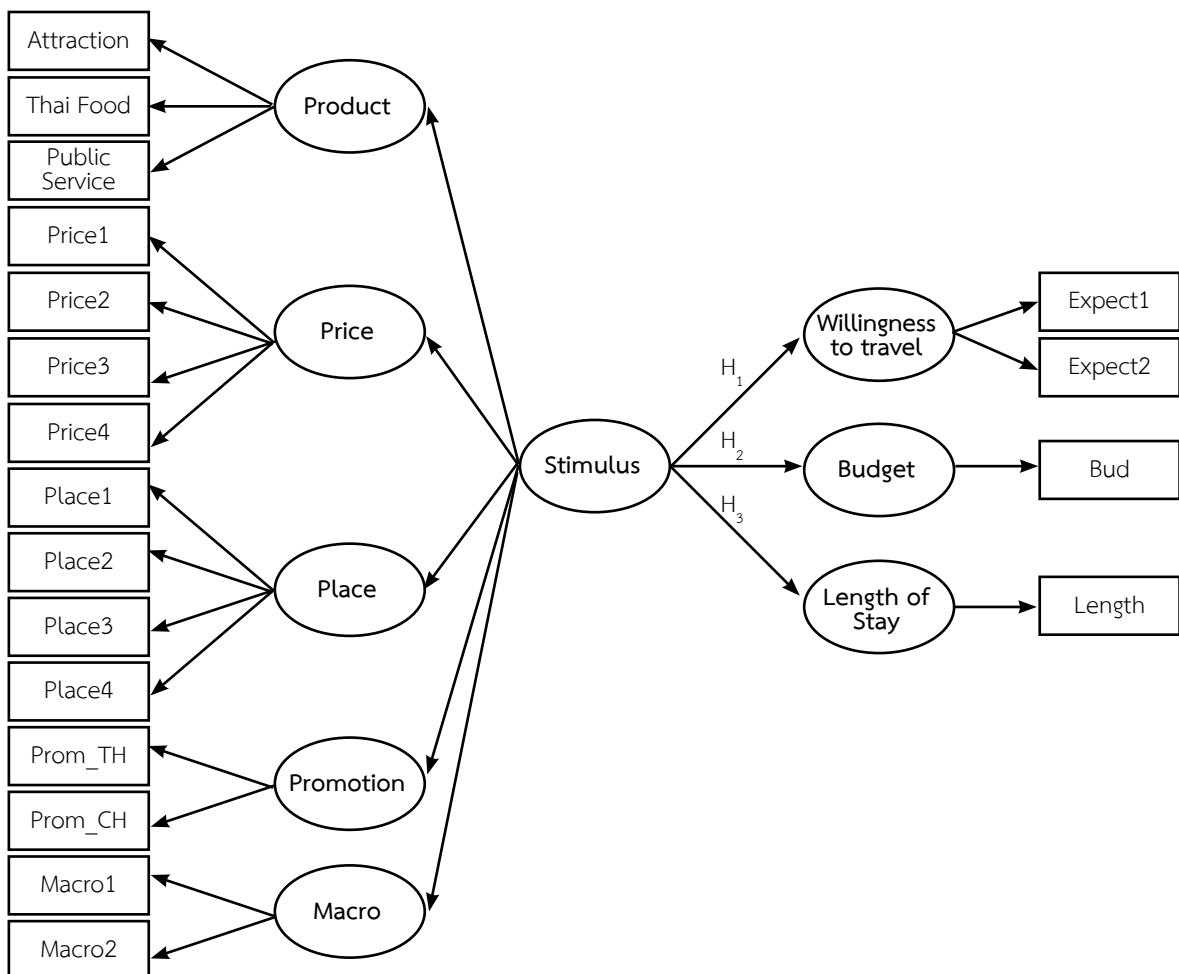 Attraction
Thai Food
Public
Service
Product
Price1
Price2
Price3
Price4
Price
Place1
Place2
Place3
Place4
Place
Prom_TH
Prom_CH
Promotion
Macro1
Macro2
Macro
Stimulus
H1
H2
H3
Willingness
to travel
Budget
Length of
Stay
Expect1
Expect2
Bud
Length